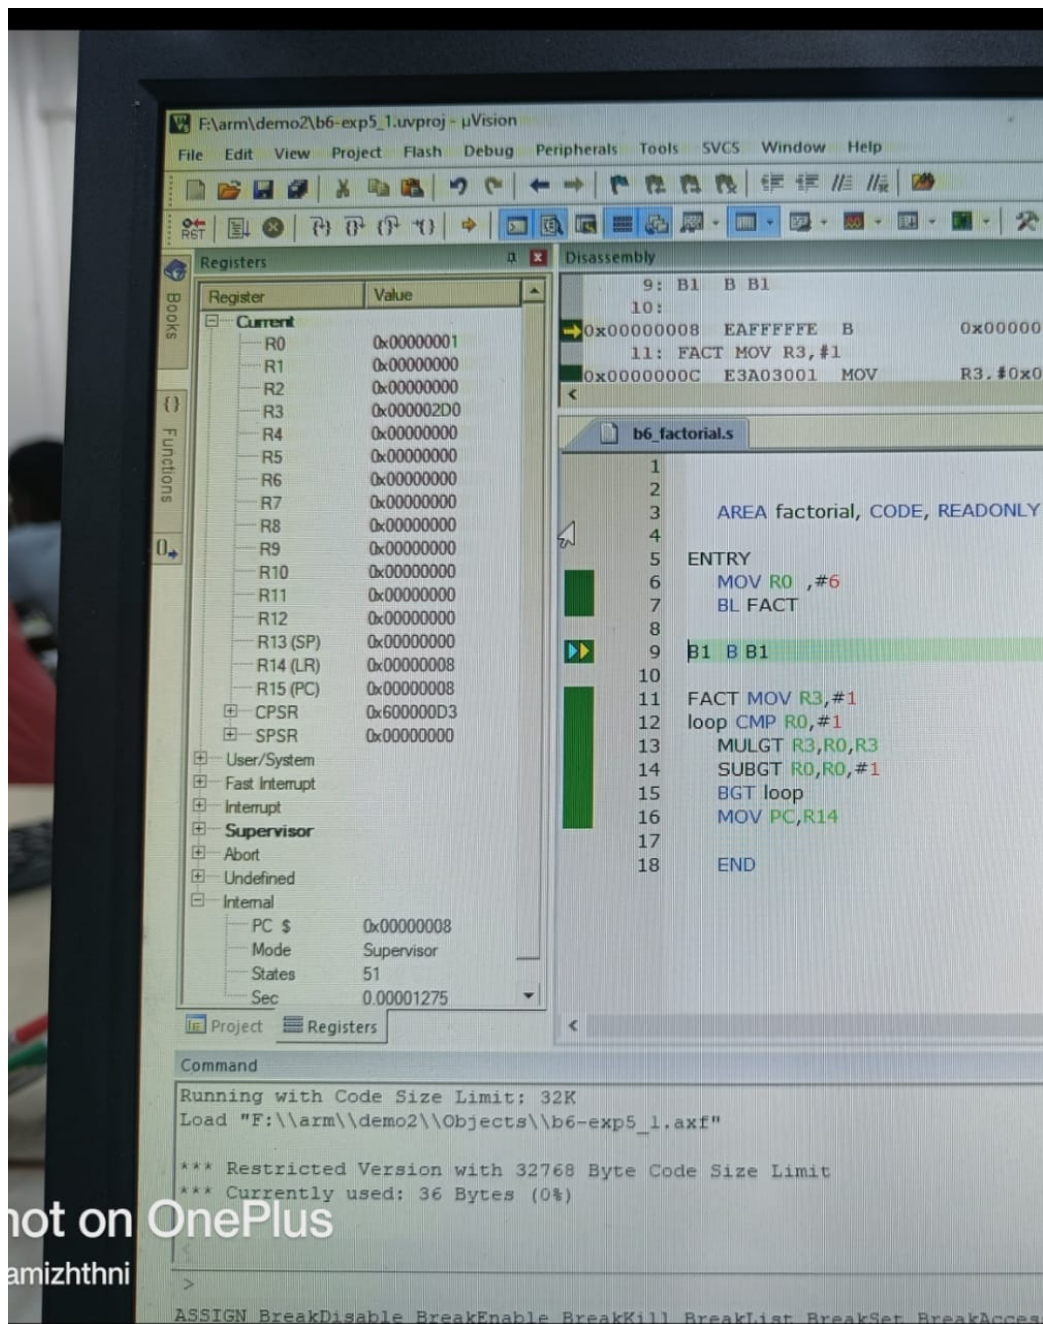 F:\arm\demo2\b6-exp5_1.uvproj - µVision
File Edit View Project Flash Debug Peripherals Tools SVCS Window Help
RST
Registers
Register Value
Current
R0 0x00000001
R1 0x00000000
R2 0x00000000
R3 0x000002D0
R4 0x00000000
R5 0x00000000
R6 0x00000000
R7 0x00000000
R8 0x00000000
R9 0x00000000
R10 0x00000000
R11 0x00000000
R12 0x00000000
R13 (SP) 0x00000000
R14 (LR) 0x00000008
R15 (PC) 0x00000008
CPSR 0x600000D3
SPSR 0x00000000
User/System
Fast Interrupt
Interrupt
Supervisor
Abort
Undefined
Internal
PC $ 0x00000008
Mode Supervisor
States 51
Sec 0.00001275
Project Registers
Books
{} Functions
Disassembly
9: B1 B B1
10:
0x00000008 EAFFFFFE B 0x00000
11: FACT MOV R3,#1
0x0000000C E3A03001 MOV R3,#0x0
b6_factorial.s
1
2
3 AREA factorial, CODE, READONLY
4
5 ENTRY
6 MOV R0 ,#6
7 BL FACT
8
9 B1 B B1
10
11 FACT MOV R3,#1
12 loop CMP R0,#1
13 MULGT R3,R0,R3
14 SUBGT R0,R0,#1
15 BGT loop
16 MOV PC,R14
17
18 END
Command
Running with Code Size Limit: 32K
Load "F:\\arm\\demo2\\Objects\\b6-exp5_1.axf"
*** Restricted Version with 32768 Byte Code Size Limit
*** Currently used: 36 Bytes (0%)
>
ASSIGN BreakDisable BreakEnable BreakKill BreakList BreakSet BreakAcces
hot on OnePlus
amizhthni